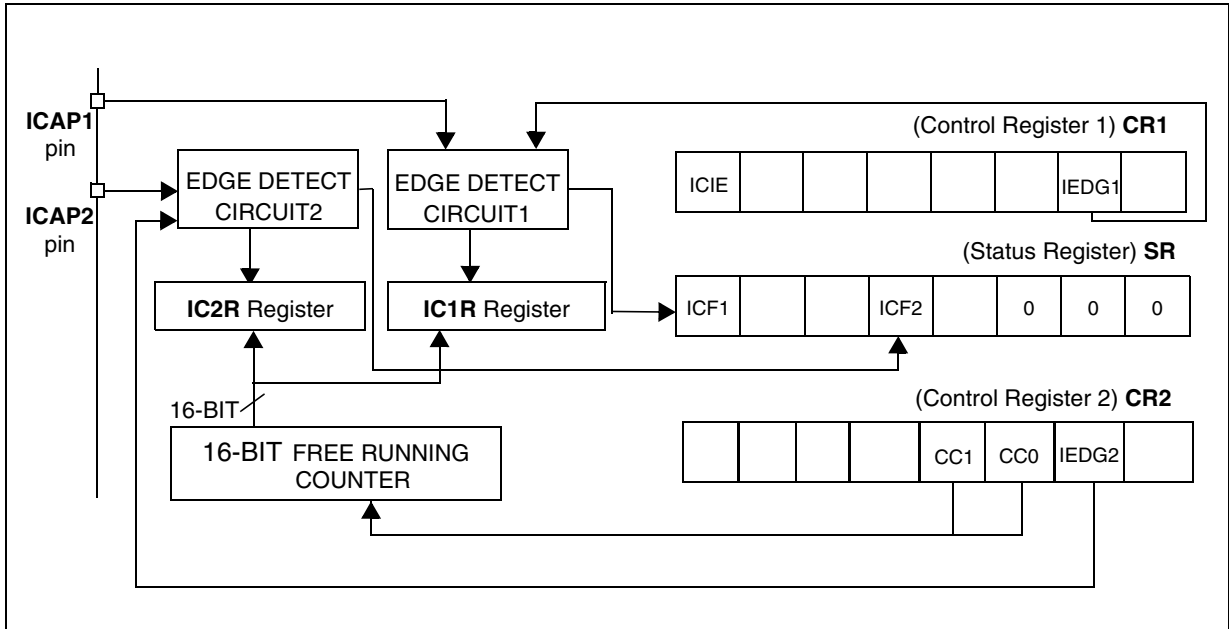 ICAP1
pin
ICAP2
pin
EDGE DETECT
CIRCUIT2
EDGE DETECT
CIRCUIT1
IC2R Register
IC1R Register
16-BIT
16-BIT FREE RUNNING
COUNTER
(Control Register 1) CR1
ICIE
IEDG1
(Status Register) SR
ICF1
ICF2
0
0
0
(Control Register 2) CR2
CC1
CC0
IEDG2